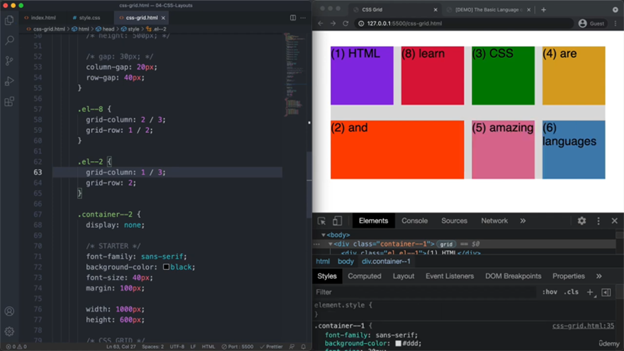 css-grid.html — 04-CSS-Layouts
index.html
style.css
css-grid.html
css-grid.html
html
head
style
.el--2
/* height: 500px; */
52
/* gap: 30px; */
53
column-gap: 20px;
54
row-gap: 40px;
55
}
56
57
.el--8 {
58
grid-column: 2 / 3;
59
grid-row: 1 / 2;
60
}
61
62
.el--2 {
63
grid-column: 1 / 3;
64
grid-row: 2;
65
}
66
67
.container--2 {
68
display: none;
69
70
/* STARTER */
71
font-family: sans-serif;
72
background-color: black;
73
font-size: 40px;
74
margin: 100px;
75
76
width: 1000px;
77
height: 600px;
78
79
/* CSS GRID */
Ln 63, Col 27
Spaces: 2
UTF-8
LF
HTML
Port : 5500
Prettier
CSS Grid
[DEMO] The Basic Language
127.0.0.1:5500/css-grid.html
Guest
(1) HTML
(8) learn
(3) CSS
(4) are
(2) and
(5) amazing
(6)
languages
Elements
Console
Sources
Network
»
<body>
<div class="container--1"> grid == $0
<div class="el el--1">(1) HTML
html
body
div.container--1
Styles
Computed
Layout
Event Listeners
DOM Breakpoints
Properties
»
Filter
:hov
.cls
element.style {
}
.container--1 {
css-grid.html:35
font-family: sans-serif;
background-color: #ddd;
ûdemy